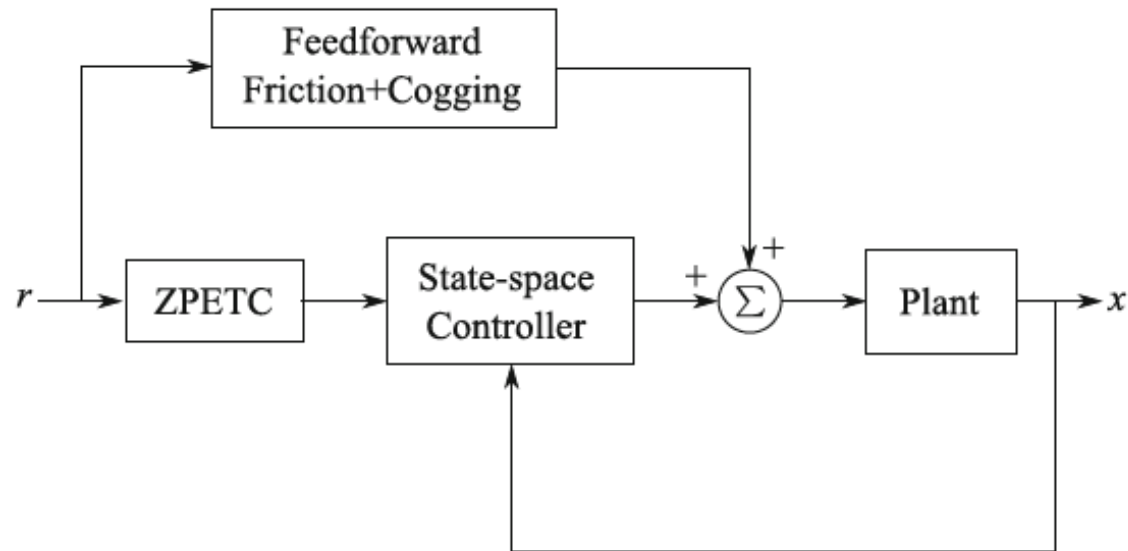 Feedforward
Friction+Cogging
r
ZPETC
State-space
Controller
+
+
Σ
Plant
x